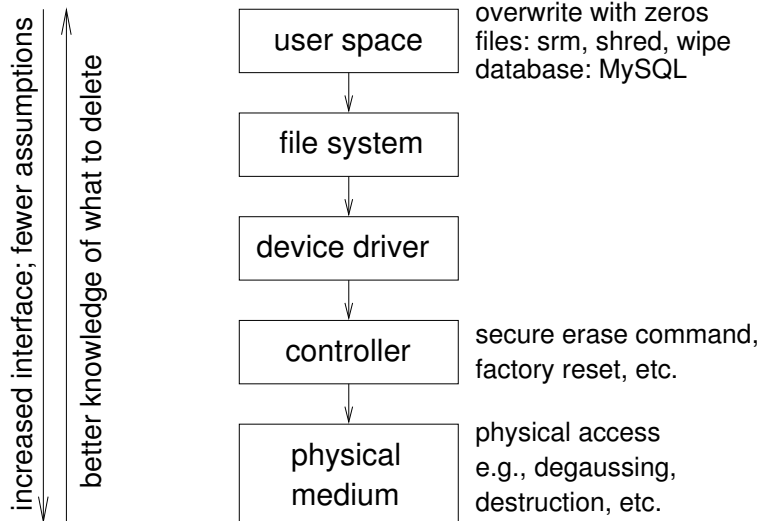 increased interface; fewer assumptions
better knowledge of what to delete
user space
overwrite with zeros
files: srm, shred, wipe
database: MySQL
file system
device driver
controller
secure erase command,
factory reset, etc.
physical
medium
physical access
e.g., degaussing,
destruction, etc.